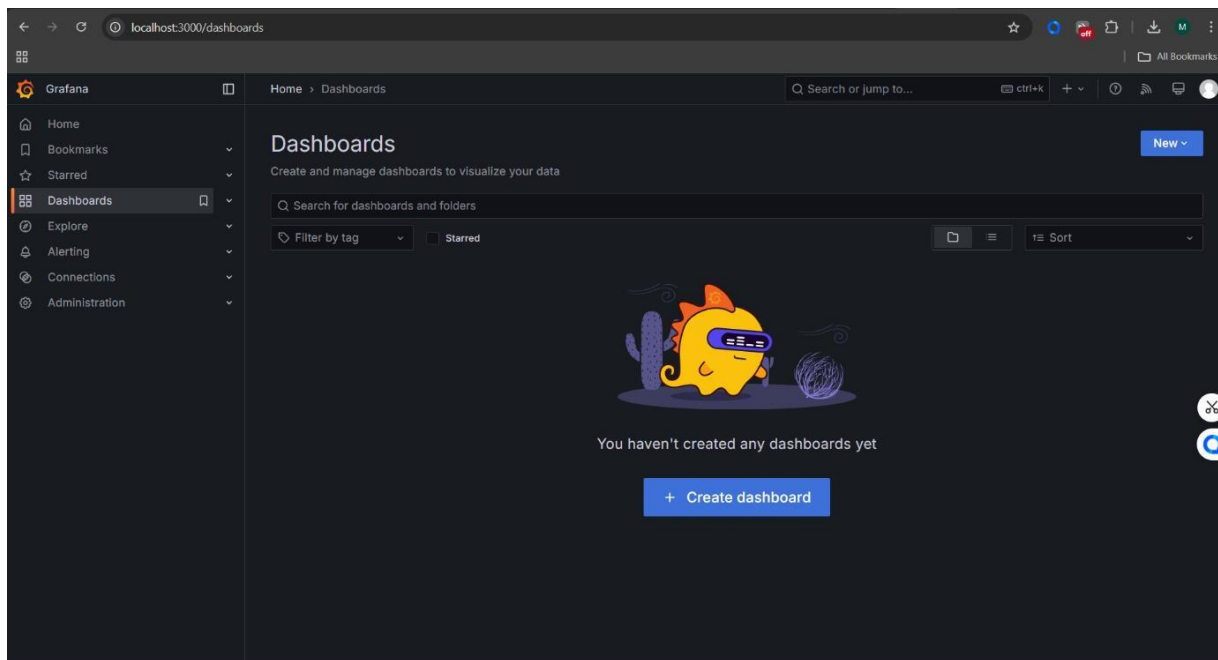 localhost:3000/dashboards
off
M
All Bookmarks
Grafana
Home › Dashboards
Search or jump to...
ctrl+k
Home
Bookmarks
Starred
Dashboards
Explore
Alerting
Connections
Administration
Dashboards
New
Create and manage dashboards to visualize your data
Search for dashboards and folders
Filter by tag
Starred
Sort
You haven't created any dashboards yet
+ Create dashboard